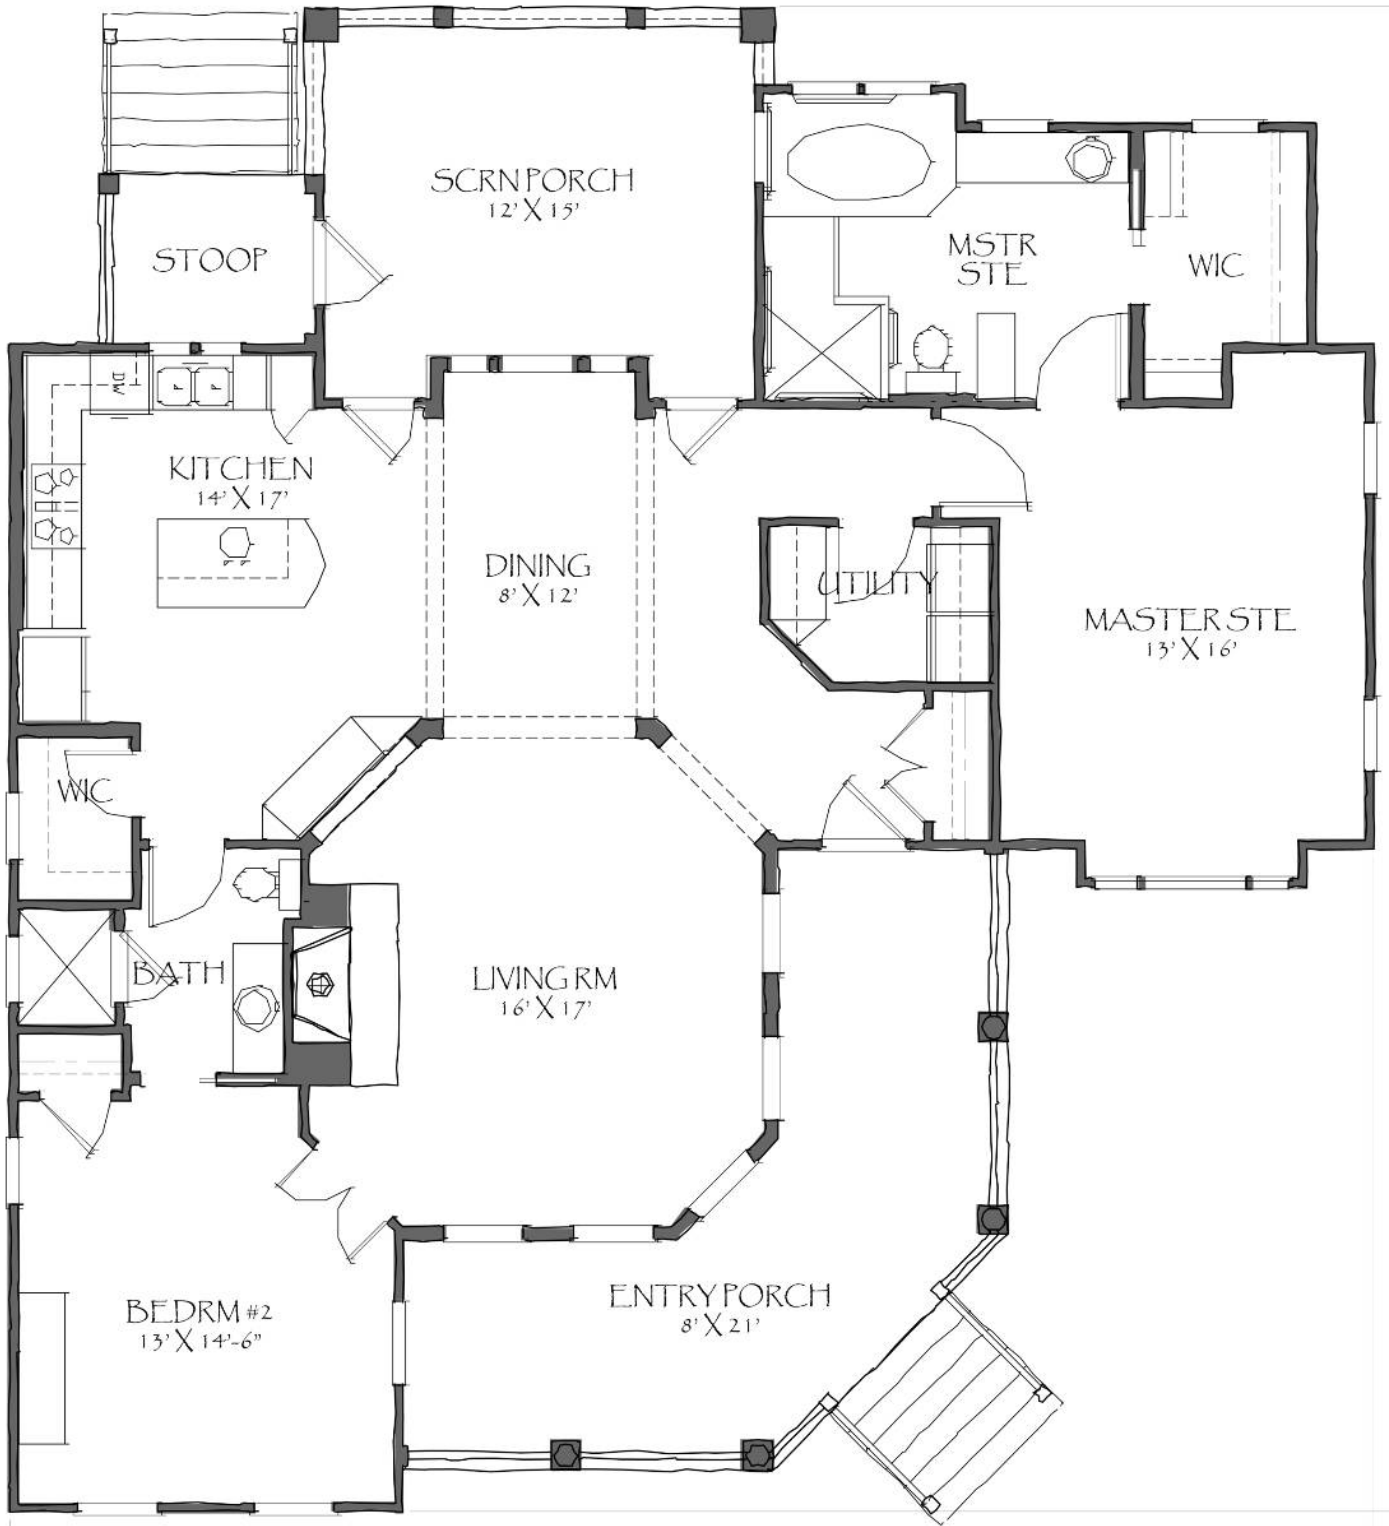 SCRN PORCH
12' X 15'
STOOP
MSTR
STE
WIC
DW
KITCHEN
14' X 17'
DINING
8' X 12'
UTILITY
MASTER STE
13' X 16'
WIC
BATH
LIVING RM
16' X 17'
ENTRY PORCH
8' X 21'
BEDRM #2
13' X 14'-6"